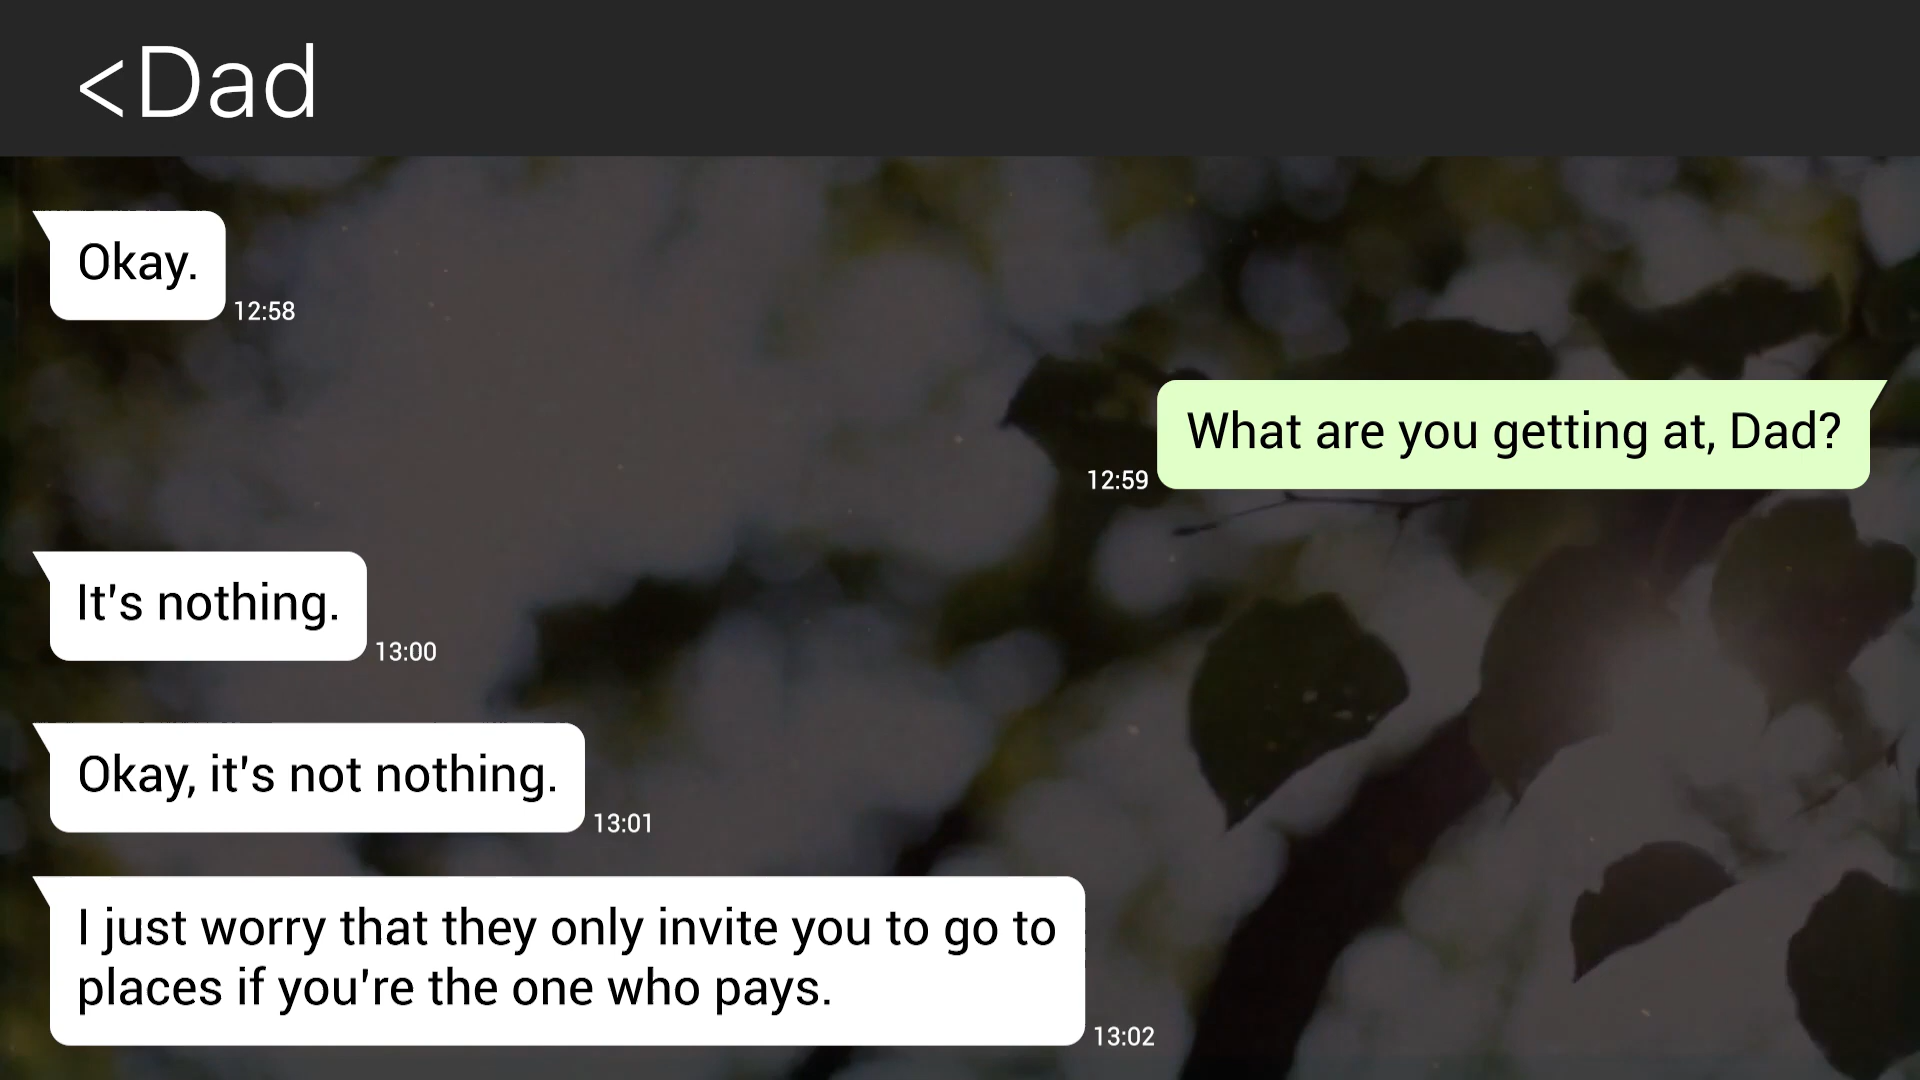 <Dad
Okay.
12:58
What are you getting at, Dad?
12:59
It's nothing.
13:00
Okay, it's not nothing.
13:01
I just worry that they only invite you to go to
places if you're the one who pays.
13:02